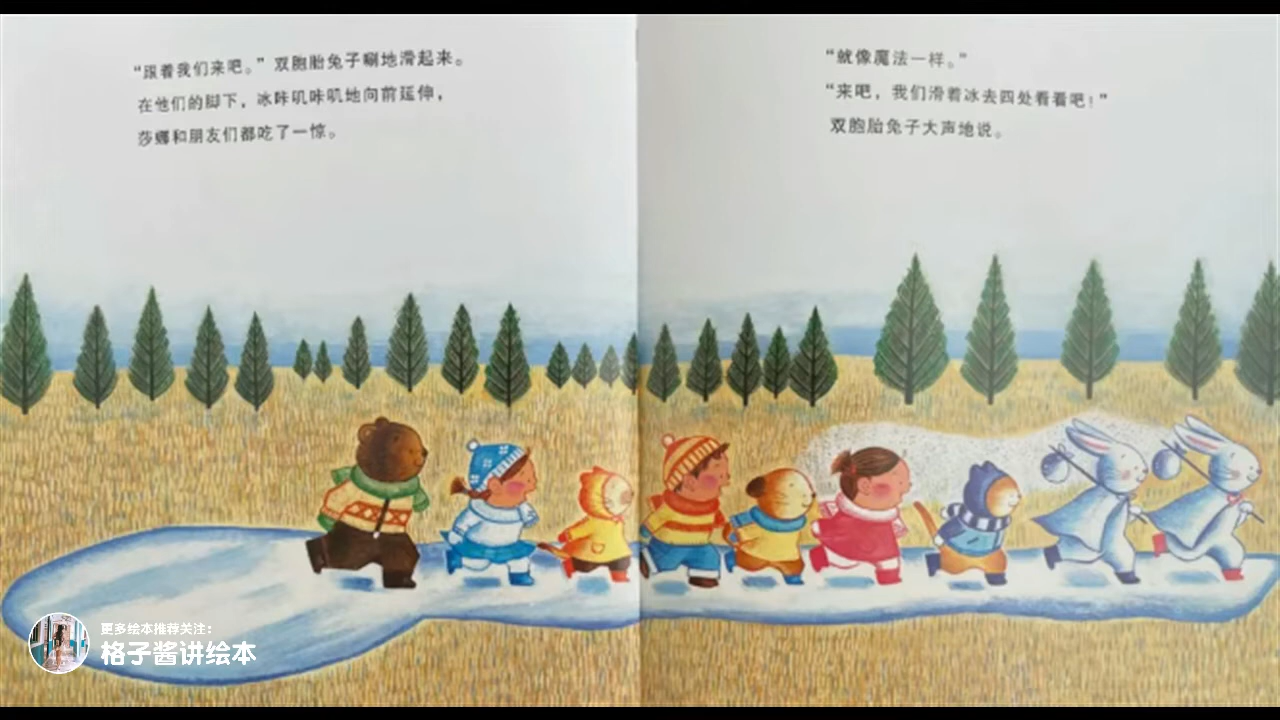 “跟着我们来吧。”双胞胎兔子唰地滑起来。
在他们的脚下，冰咔叽咔叽地向前延伸，
莎娜和朋友们都吃了一惊。
“就像魔法一样。”
“来吧，我们滑着冰去四处看看吧！”
双胞胎兔子大声地说。
更多绘本推荐关注：
格子酱讲绘本